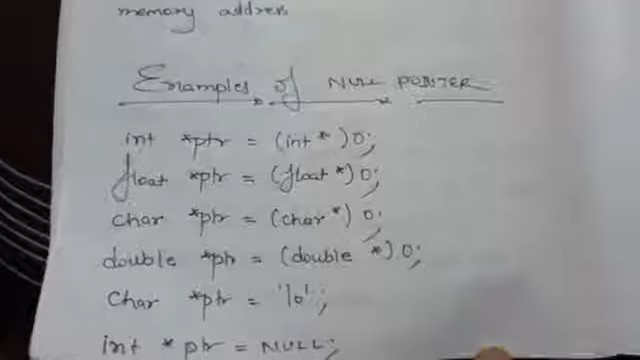 memory address
Examples of NULL POINTER
int *ptr = (int *) 0;
float *ptr = (float *) 0;
char *ptr = (char *) 0;
double *ptr = (double *) 0;
Char *ptr = '\0';
int * ptr = NULL;